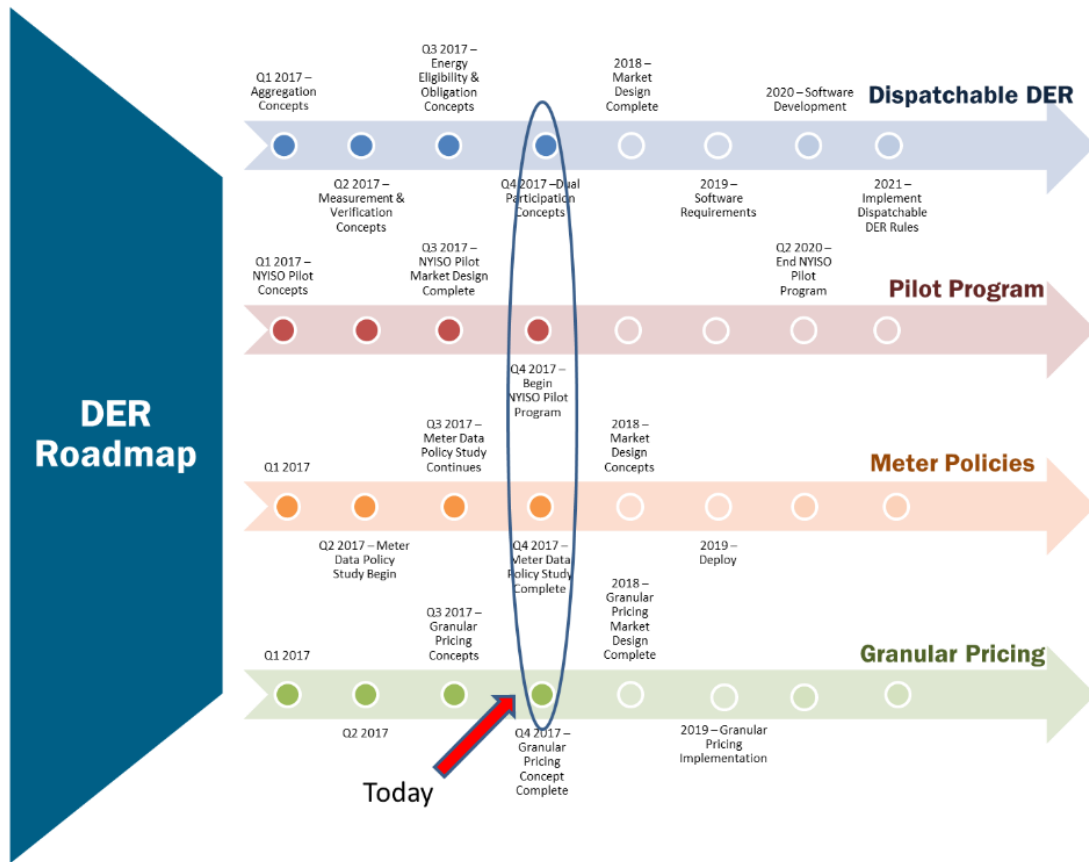 DER
Roadmap
Q1 2017 –
Aggregation
Concepts
Q3 2017 –
Energy
Eligibility &
Obligation
Concepts
2018 –
Market
Design
Complete
2020 – Software
Development
Dispatchable DER
Q2 2017 –
Measurement &
Verification
Concepts
Q4 2017 –Dual
Participation
Concepts
2019 –
Software
Requirements
2021 –
Implement
Dispatchable
DER Rules
Q1 2017 –
NYISO Pilot
Concepts
Q3 2017 –
NYISO Pilot
Market Design
Complete
Q2 2020 –
End NYISO
Pilot
Program
Pilot Program
Q4 2017 –
Begin
NYISO Pilot
Program
Q1 2017
Q3 2017 –
Meter Data
Policy Study
Continues
2018 –
Market
Design
Concepts
Meter Policies
Q2 2017 – Meter
Data Policy
Study Begin
Q4 2017 –
Meter Data
Policy Study
Complete
2019 –
Deploy
Q1 2017
Q3 2017 –
Granular
Pricing
Concepts
2018 –
Granular
Pricing
Market
Design
Complete
Granular Pricing
Q2 2017
Q4 2017 –
Granular
Pricing
Concept
Complete
2019 – Granular
Pricing
Implementation
Today